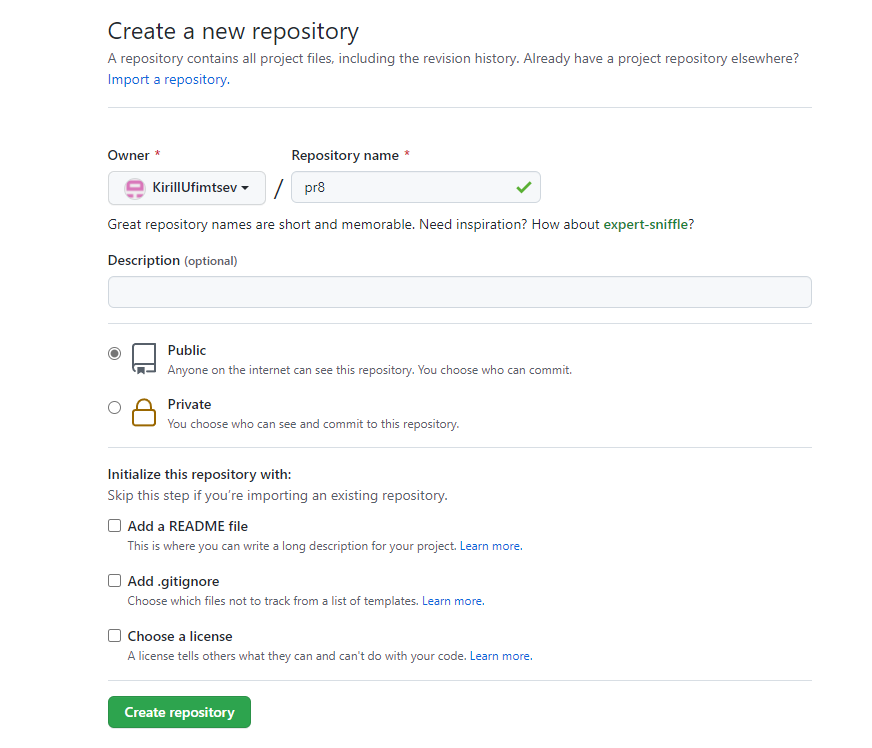 Create a new repository
A repository contains all project files, including the revision history. Already have a project repository elsewhere?
Import a repository.
Owner * Repository name *
KirillUfimtsev / pr8
Great repository names are short and memorable. Need inspiration? How about expert-sniffle?
Description (optional)
Public
Anyone on the internet can see this repository. You choose who can commit.
Private
You choose who can see and commit to this repository.
Initialize this repository with:
Skip this step if you're importing an existing repository.
Add a README file
This is where you can write a long description for your project. Learn more.
Add .gitignore
Choose which files not to track from a list of templates. Learn more.
Choose a license
A license tells others what they can and can't do with your code. Learn more.
Create repository